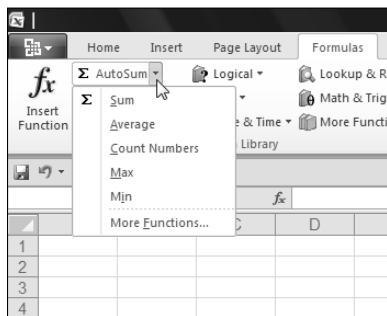 Home Insert Page Layout Formulas
Σ AutoSum Logical Lookup & R
fx
Insert
Function
Σ Sum
Average
Count Numbers
Max
Min
More Functions...
Math & Trig
& Time More Functi
Library
fx
D
1
2
3
4